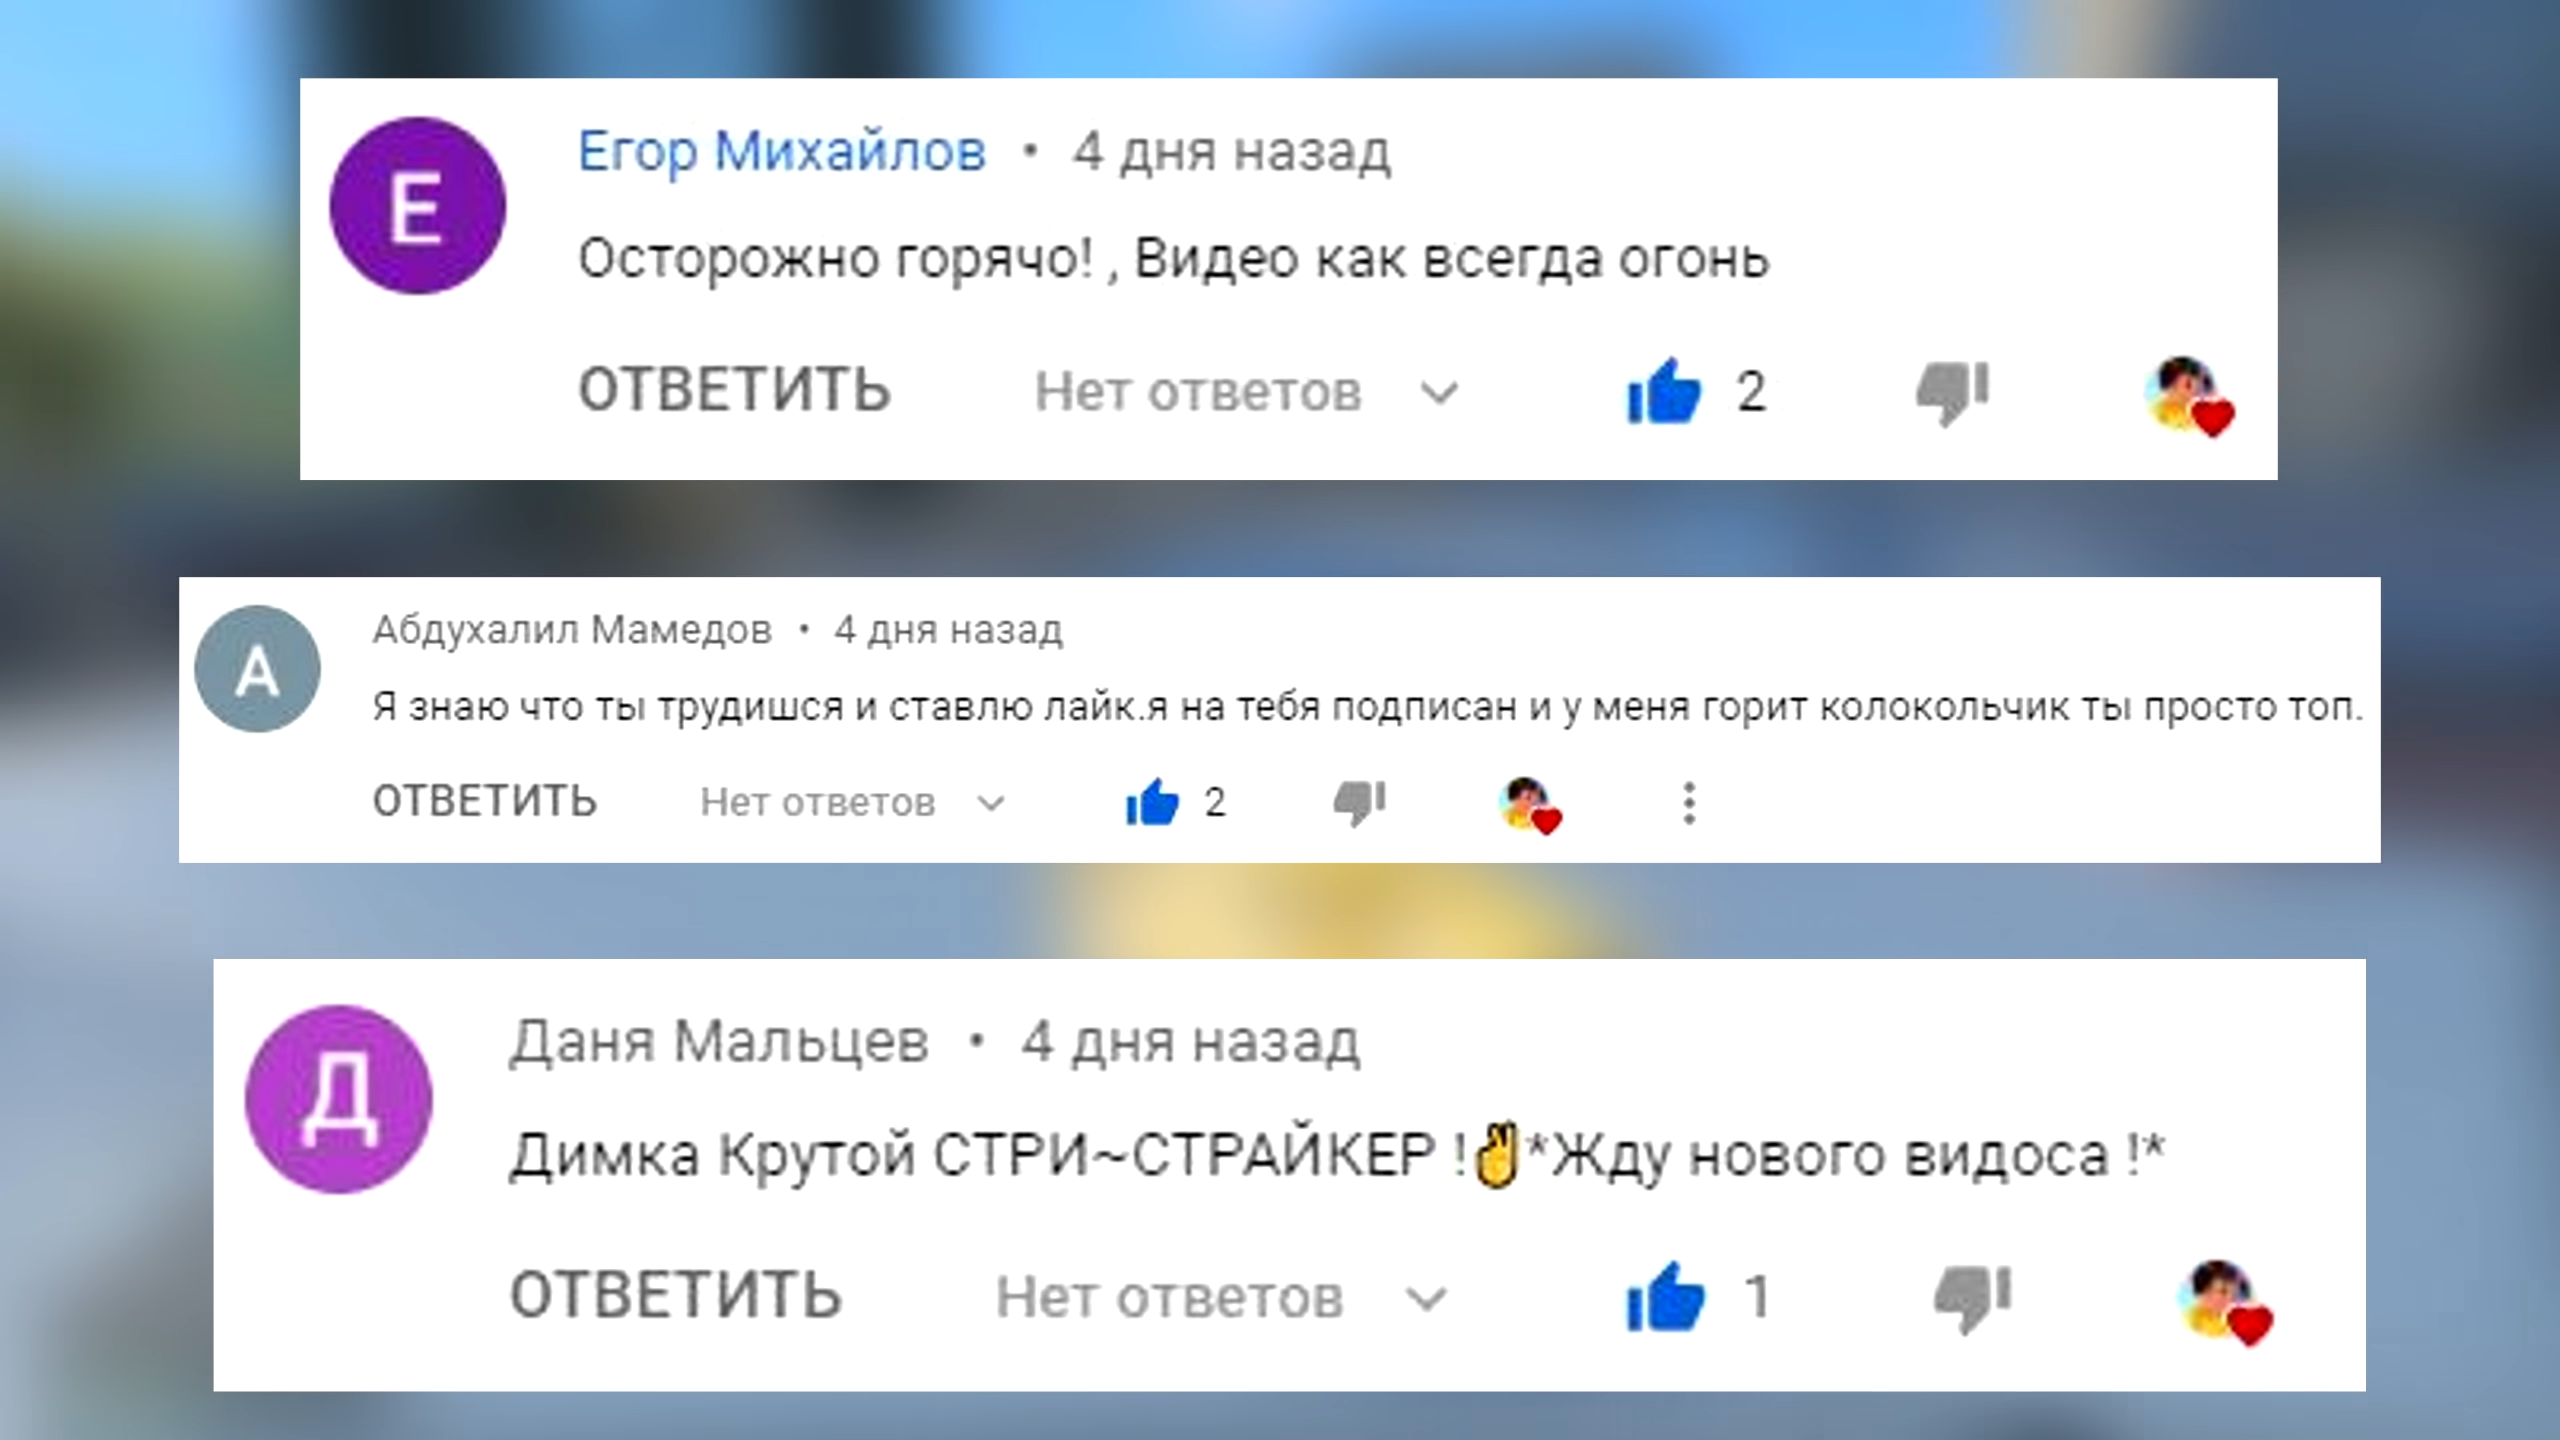 Е
Егор Михайлов • 4 дня назад
Осторожно горячо! , Видео как всегда огонь
ОТВЕТИТЬ Нет ответов 2
А
Абдухалил Мамедов • 4 дня назад
Я знаю что ты трудишся и ставлю лайк.я на тебя подписан и у меня горит колокольчик ты просто топ.
ОТВЕТИТЬ Нет ответов 2
Д
Даня Мальцев • 4 дня назад
Димка Крутой СТРИ~СТРАЙКЕР !✌*Жду нового видоса !*
ОТВЕТИТЬ Нет ответов 1